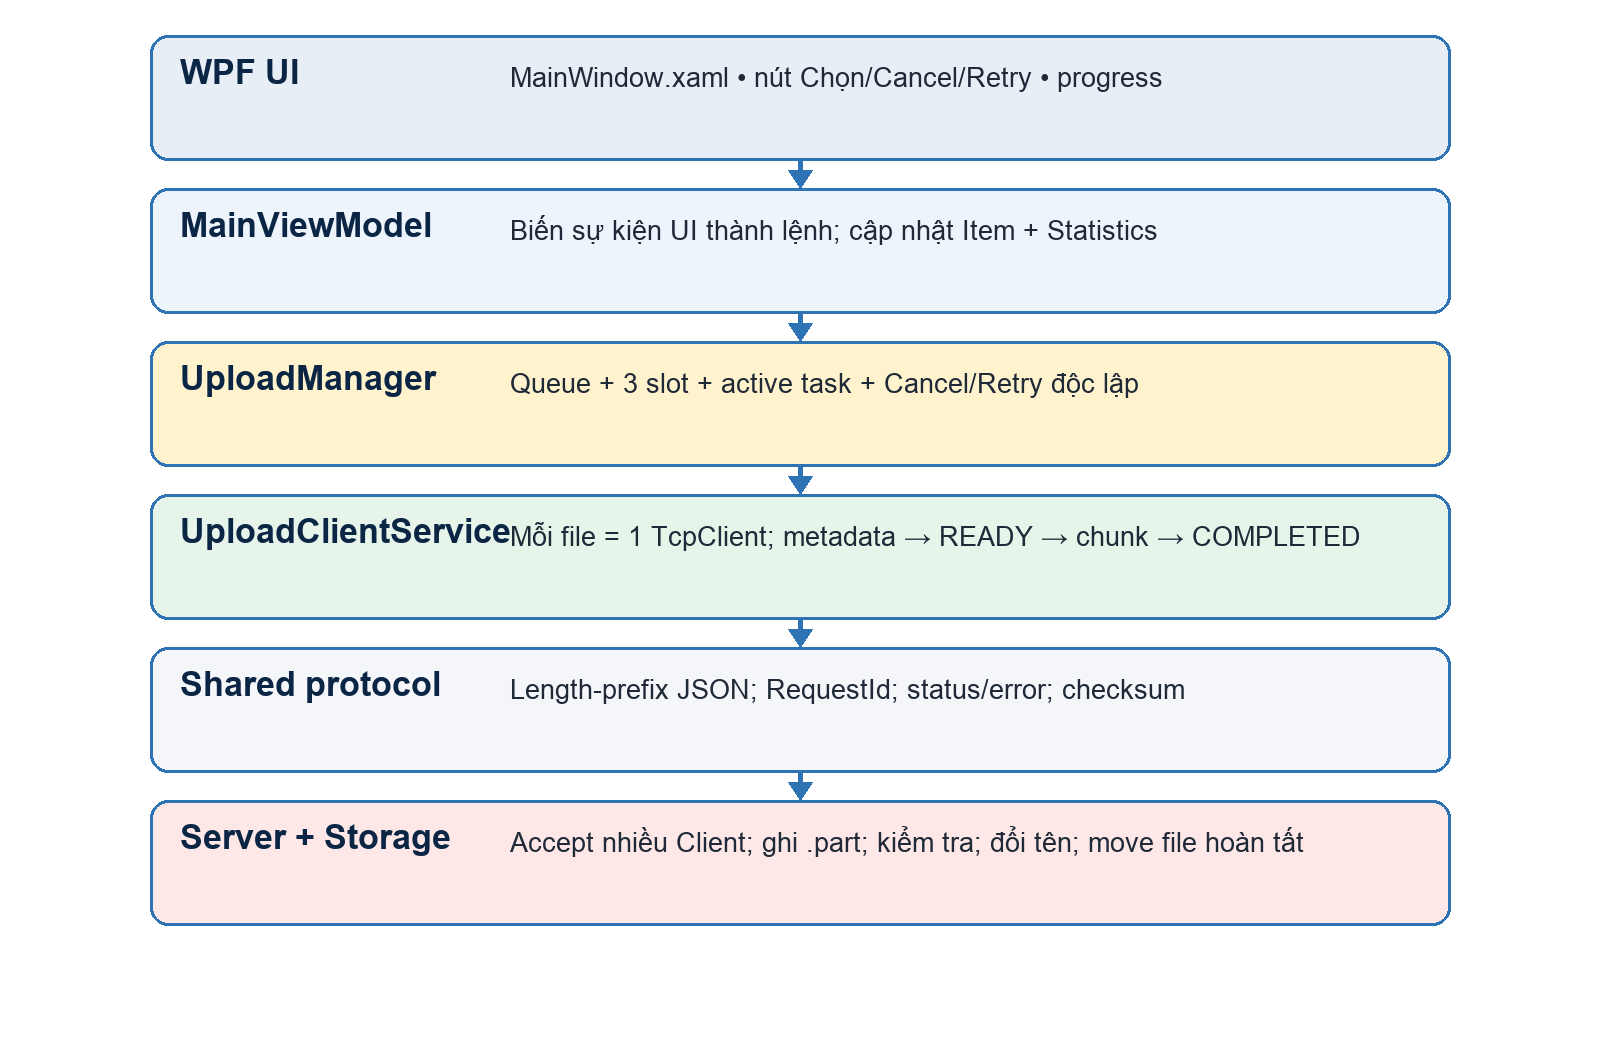 WPF UI MainWindow.xaml • nút Chọn/Cancel/Retry • progress
MainViewModel Biến sự kiện UI thành lệnh; cập nhật Item + Statistics
UploadManager Queue + 3 slot + active task + Cancel/Retry độc lập
UploadClientService Mỗi file = 1 TcpClient; metadata → READY → chunk → COMPLETED
Shared protocol Length-prefix JSON; RequestId; status/error; checksum
Server + Storage Accept nhiều Client; ghi .part; kiểm tra; đổi tên; move file hoàn tất